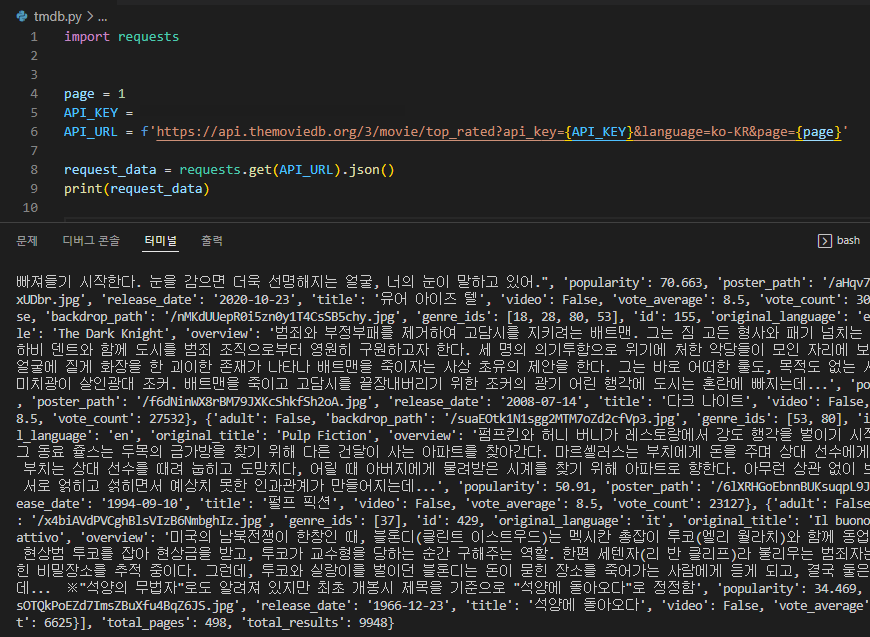 tmdb.py > ...
1 import requests
2
3
4 page = 1
5 API_KEY =
6 API_URL = f'https://api.themoviedb.org/3/movie/top_rated?api_key={API_KEY}&language=ko-KR&page={page}'
7
8 request_data = requests.get(API_URL).json()
9 print(request_data)
10
문제 디버그 콘솔 터미널 출력 bash
빠져들기 시작한다. 눈을 감으면 더욱 선명해지는 얼굴, 너의 눈이 말하고 있어.", 'popularity': 70.663, 'poster_path': '/aHqv7
xUDbr.jpg', 'release_date': '2020-10-23', 'title': '유어 아이즈 텔', 'video': False, 'vote_average': 8.5, 'vote_count': 30
se, 'backdrop_path': '/nMKdUUepR0i5zn0y1T4CsSB5chy.jpg', 'genre_ids': [18, 28, 80, 53], 'id': 155, 'original_language': 'e
le': 'The Dark Knight', 'overview': '범죄와 부정부패를 제거하여 고담시를 지키려는 배트맨. 그는 짐 고든 형사와 패기 넘치는
하비 덴트와 함께 도시를 범죄 조직으로부터 영원히 구원하고자 한다. 세 명의 의기투합으로 위기에 처한 악당들이 모인 자리에 보
얼굴에 짙게 화장을 한 괴이한 존재가 나타나 배트맨을 죽이자는 사상 초유의 제안을 한다. 그는 바로 어떠한 룰도, 목적도 없는 사
미치광이 살인광대 조커. 배트맨을 죽이고 고담시를 끝장내버리기 위한 조커의 광기 어린 행각에 도시는 혼란에 빠지는데...', 'po
, 'poster_path': '/f6dNinWX8rBM79JXKcShkfSh2oA.jpg', 'release_date': '2008-07-14', 'title': '다크 나이트', 'video': False,
8.5, 'vote_count': 27532}, {'adult': False, 'backdrop_path': '/suaEOtk1N1sgg2MTM7oZd2cfVp3.jpg', 'genre_ids': [53, 80], 'i
l_language': 'en', 'original_title': 'Pulp Fiction', 'overview': '펌프킨와 허니 버니가 레스토랑에서 강도 행각을 벌이기 시작
그 동료 쥴스는 두목의 금가방을 찾기 위해 다른 건달이 사는 아파트를 찾아간다. 마르셀러스는 부치에게 돈을 주며 상대 선수에게
부치는 상대 선수를 때려 눕히고 도망치다, 어릴 때 아버지에게 물려받은 시계를 찾기 위해 아파트로 향한다. 아무런 상관 없이 보
서로 얽히고 섥히면서 예상치 못한 인과관계가 만들어지는데...', 'popularity': 50.91, 'poster_path': '/6lXRHGoEbnnBUKsuqpL9J
ease_date': '1994-09-10', 'title': '펄프 픽션', 'video': False, 'vote_average': 8.5, 'vote_count': 23127}, {'adult': False
: '/x4biAVdPVCghBlsVIzB6NmbghIz.jpg', 'genre_ids': [37], 'id': 429, 'original_language': 'it', 'original_title': 'Il buono
attivo', 'overview': '미국의 남북전쟁이 한참인 때, 블론디(클린트 이스트우드)는 멕시칸 총잡이 투코(엘리 월라치)와 함께 동업
현상범 투코를 잡아 현상금을 받고, 투코가 교수형을 당하는 순간 구해주는 역할. 한편 세텐자(리 반 클리프)라 불리우는 범죄자는
힌 비밀장소를 추적 중이다. 그런데, 투코와 실랑이를 벌이던 블론디는 돈이 묻힌 장소를 죽어가는 사람에게 듣게 되고, 결국 둘은
데... ※"석양의 무법자"로도 알려져 있지만 최초 개봉시 제목을 기준으로 "석양에 돌아오다"로 정정함', 'popularity': 34.469,
sOTQkPoEZd7ImsZBuXfu4BqZ6JS.jpg', 'release_date': '1966-12-23', 'title': '석양에 돌아오다', 'video': False, 'vote_average'
t': 6625}], 'total_pages': 498, 'total_results': 9948}